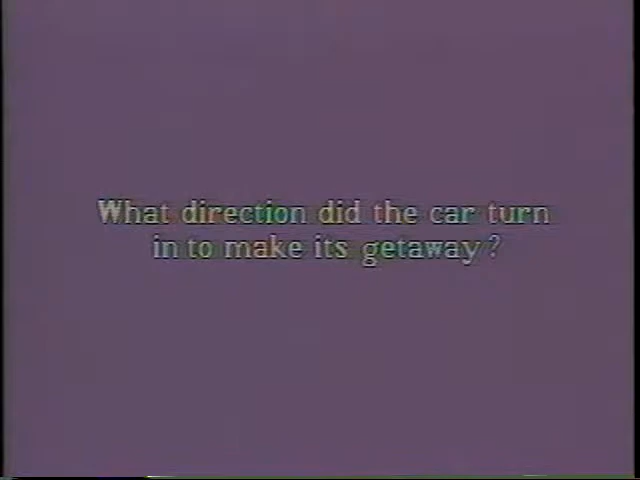 What direction did the car turn
in to make its getaway?